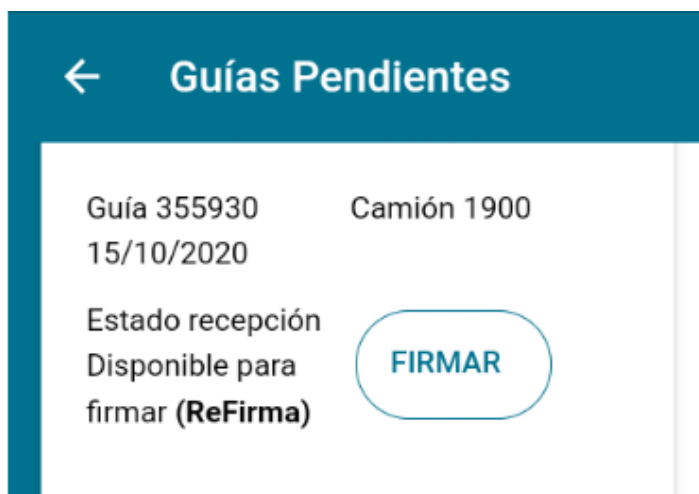 Guías Pendientes
Guía 355930 Camión 1900
15/10/2020
Estado recepción
Disponible para
firmar (ReFirma)
FIRMAR